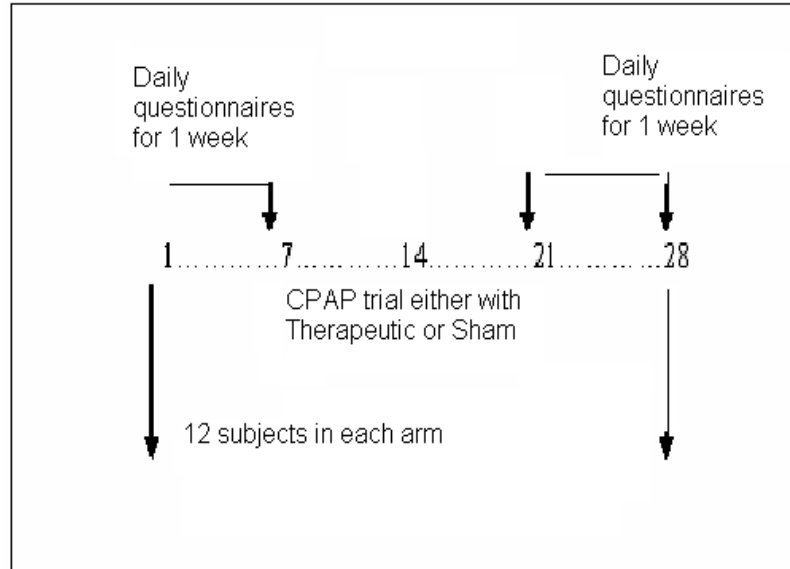 Daily
questionnaires
for 1 week
Daily
questionnaires
for 1 week
1..............7..............14..............21..............28
CPAP trial either with
Therapeutic or Sham
12 subjects in each arm